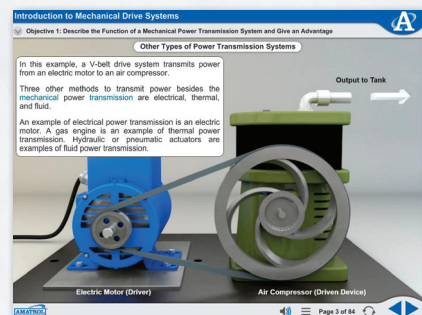 Introduction to Mechanical Drive Systems
Objective 1: Describe the Function of a Mechanical Power Transmission System and Give an Advantage
A
Other Types of Power Transmission Systems
In this example, a V-belt drive system transmits power
from an electric motor to an air compressor.
Three other methods to transmit power besides the
mechanical power transmission are electrical, thermal,
and fluid.
An example of electrical power transmission is an electric
motor. A gas engine is an example of thermal power
transmission. Hydraulic or pneumatic actuators are
examples of fluid power transmission.
Output to Tank
Electric Motor (Driver)
Air Compressor (Driven Device)
AMATROL
Page 3 of 84